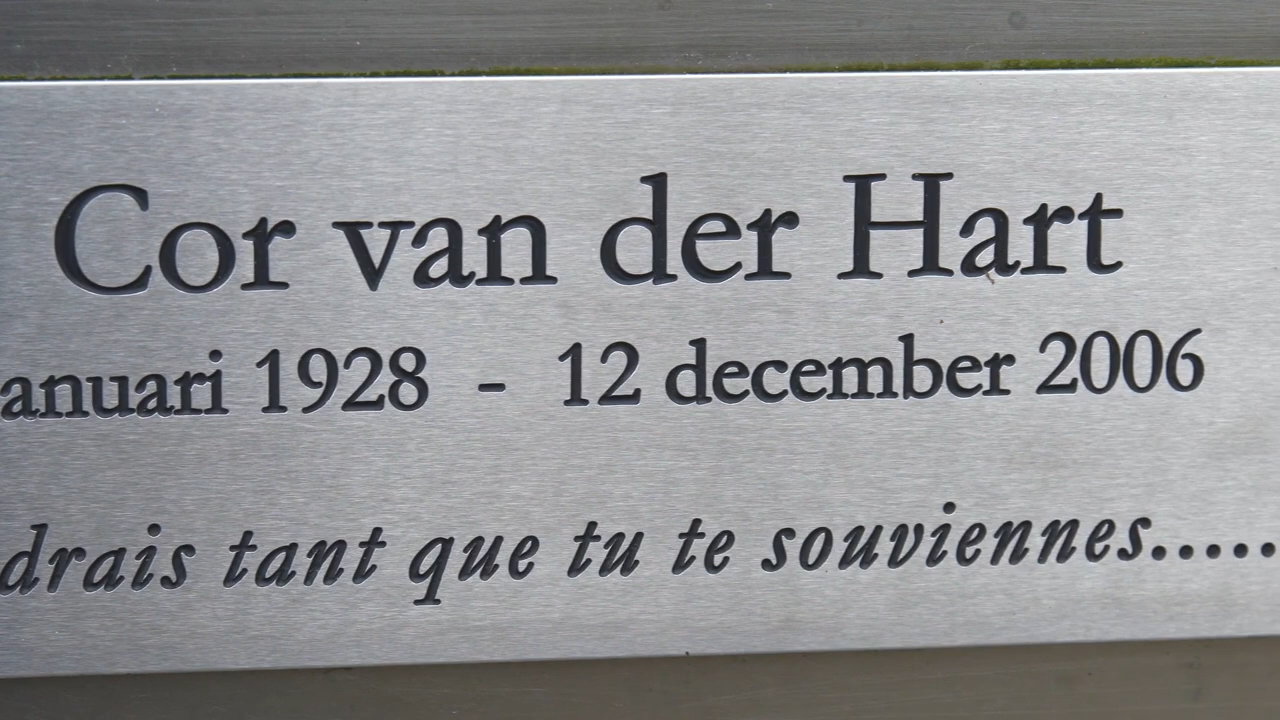 Cor van der Hart
anuari 1928 - 12 december 2006
drais tant que tu te souviennes.....